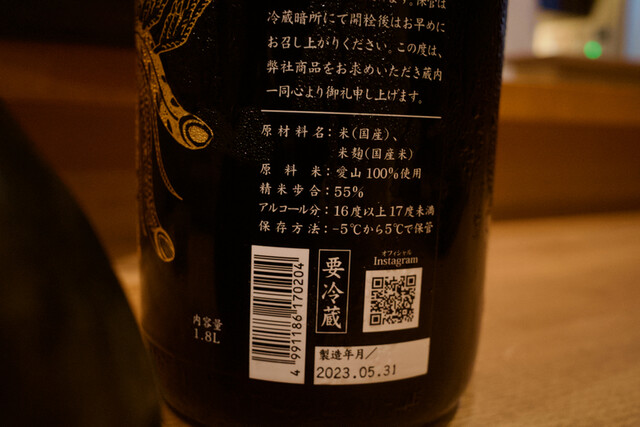 冷蔵暗所にて開栓後はお早めに
お召し上がりください。この度は、
弊社商品をお求めいただき蔵内
一同心より御礼申し上げます。
原材料名：米(国産)、
米麹(国産米)
原料米：愛山100%使用
精米歩合：55%
アルコール分：16度以上17度未満
保存方法：-5℃から5℃で保管
要冷蔵
オフィシャル
Instagram
内容量
1.8L
4 991186 170204
製造年月／
2023.05.31